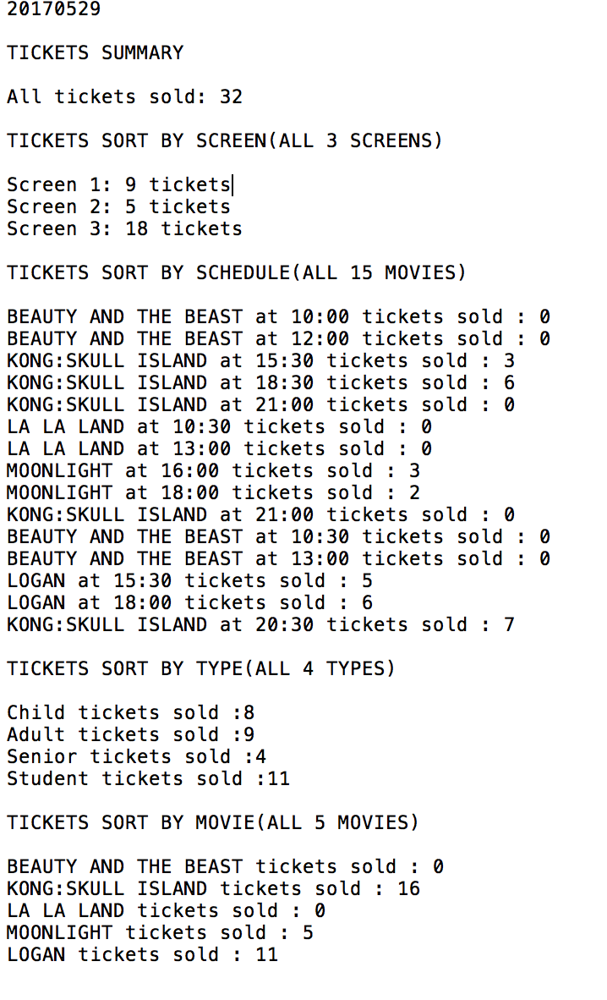 20170529
TICKETS SUMMARY
All tickets sold: 32
TICKETS SORT BY SCREEN(ALL 3 SCREENS)
Screen 1: 9 tickets
Screen 2: 5 tickets
Screen 3: 18 tickets
TICKETS SORT BY SCHEDULE(ALL 15 MOVIES)
BEAUTY AND THE BEAST at 10:00 tickets sold : 0
BEAUTY AND THE BEAST at 12:00 tickets sold : 0
KONG:SKULL ISLAND at 15:30 tickets sold : 3
KONG:SKULL ISLAND at 18:30 tickets sold : 6
KONG:SKULL ISLAND at 21:00 tickets sold : 0
LA LA LAND at 10:30 tickets sold : 0
LA LA LAND at 13:00 tickets sold : 0
MOONLIGHT at 16:00 tickets sold : 3
MOONLIGHT at 18:00 tickets sold : 2
KONG:SKULL ISLAND at 21:00 tickets sold : 0
BEAUTY AND THE BEAST at 10:30 tickets sold : 0
BEAUTY AND THE BEAST at 13:00 tickets sold : 0
LOGAN at 15:30 tickets sold : 5
LOGAN at 18:00 tickets sold : 6
KONG:SKULL ISLAND at 20:30 tickets sold : 7
TICKETS SORT BY TYPE(ALL 4 TYPES)
Child tickets sold :8
Adult tickets sold :9
Senior tickets sold :4
Student tickets sold :11
TICKETS SORT BY MOVIE(ALL 5 MOVIES)
BEAUTY AND THE BEAST tickets sold : 0
KONG:SKULL ISLAND tickets sold : 16
LA LA LAND tickets sold : 0
MOONLIGHT tickets sold : 5
LOGAN tickets sold : 11